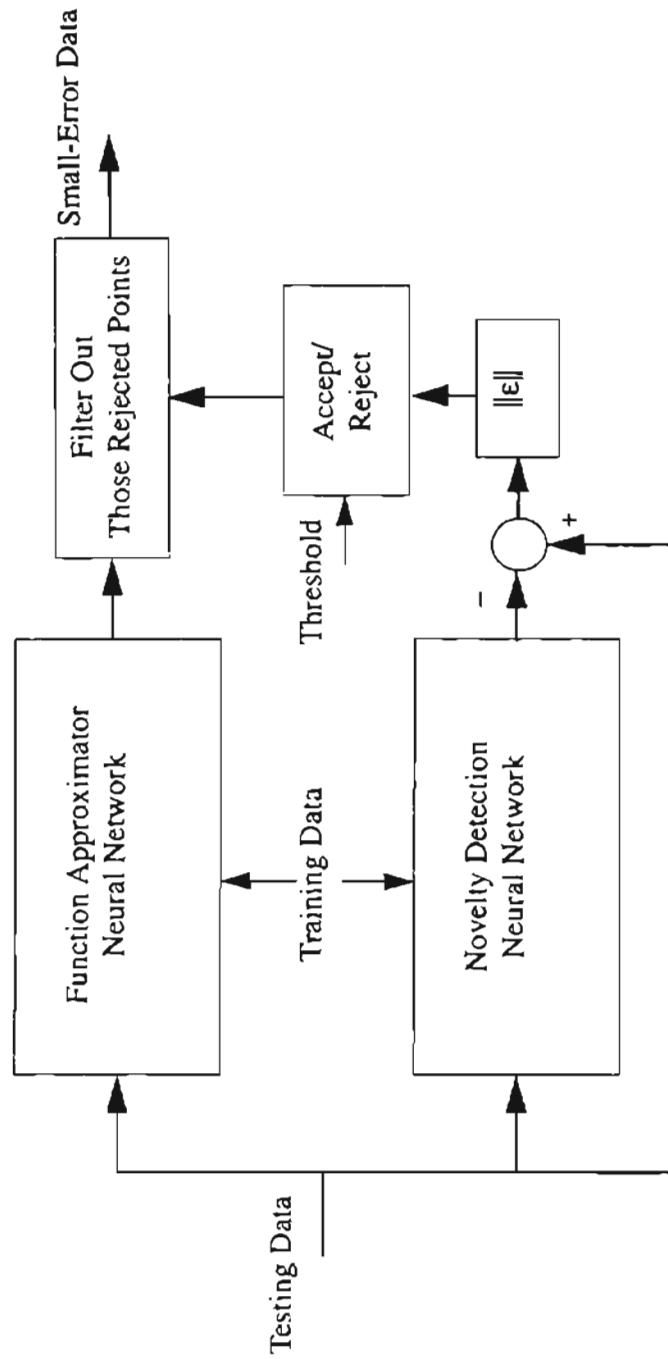 Testing Data
Function Approximator
Neural Network
Training Data
Novelty Detection
Neural Network
−
+
‖ε‖
Threshold
Accept/
Reject
Filter Out
Those Rejected Points
Small-Error Data